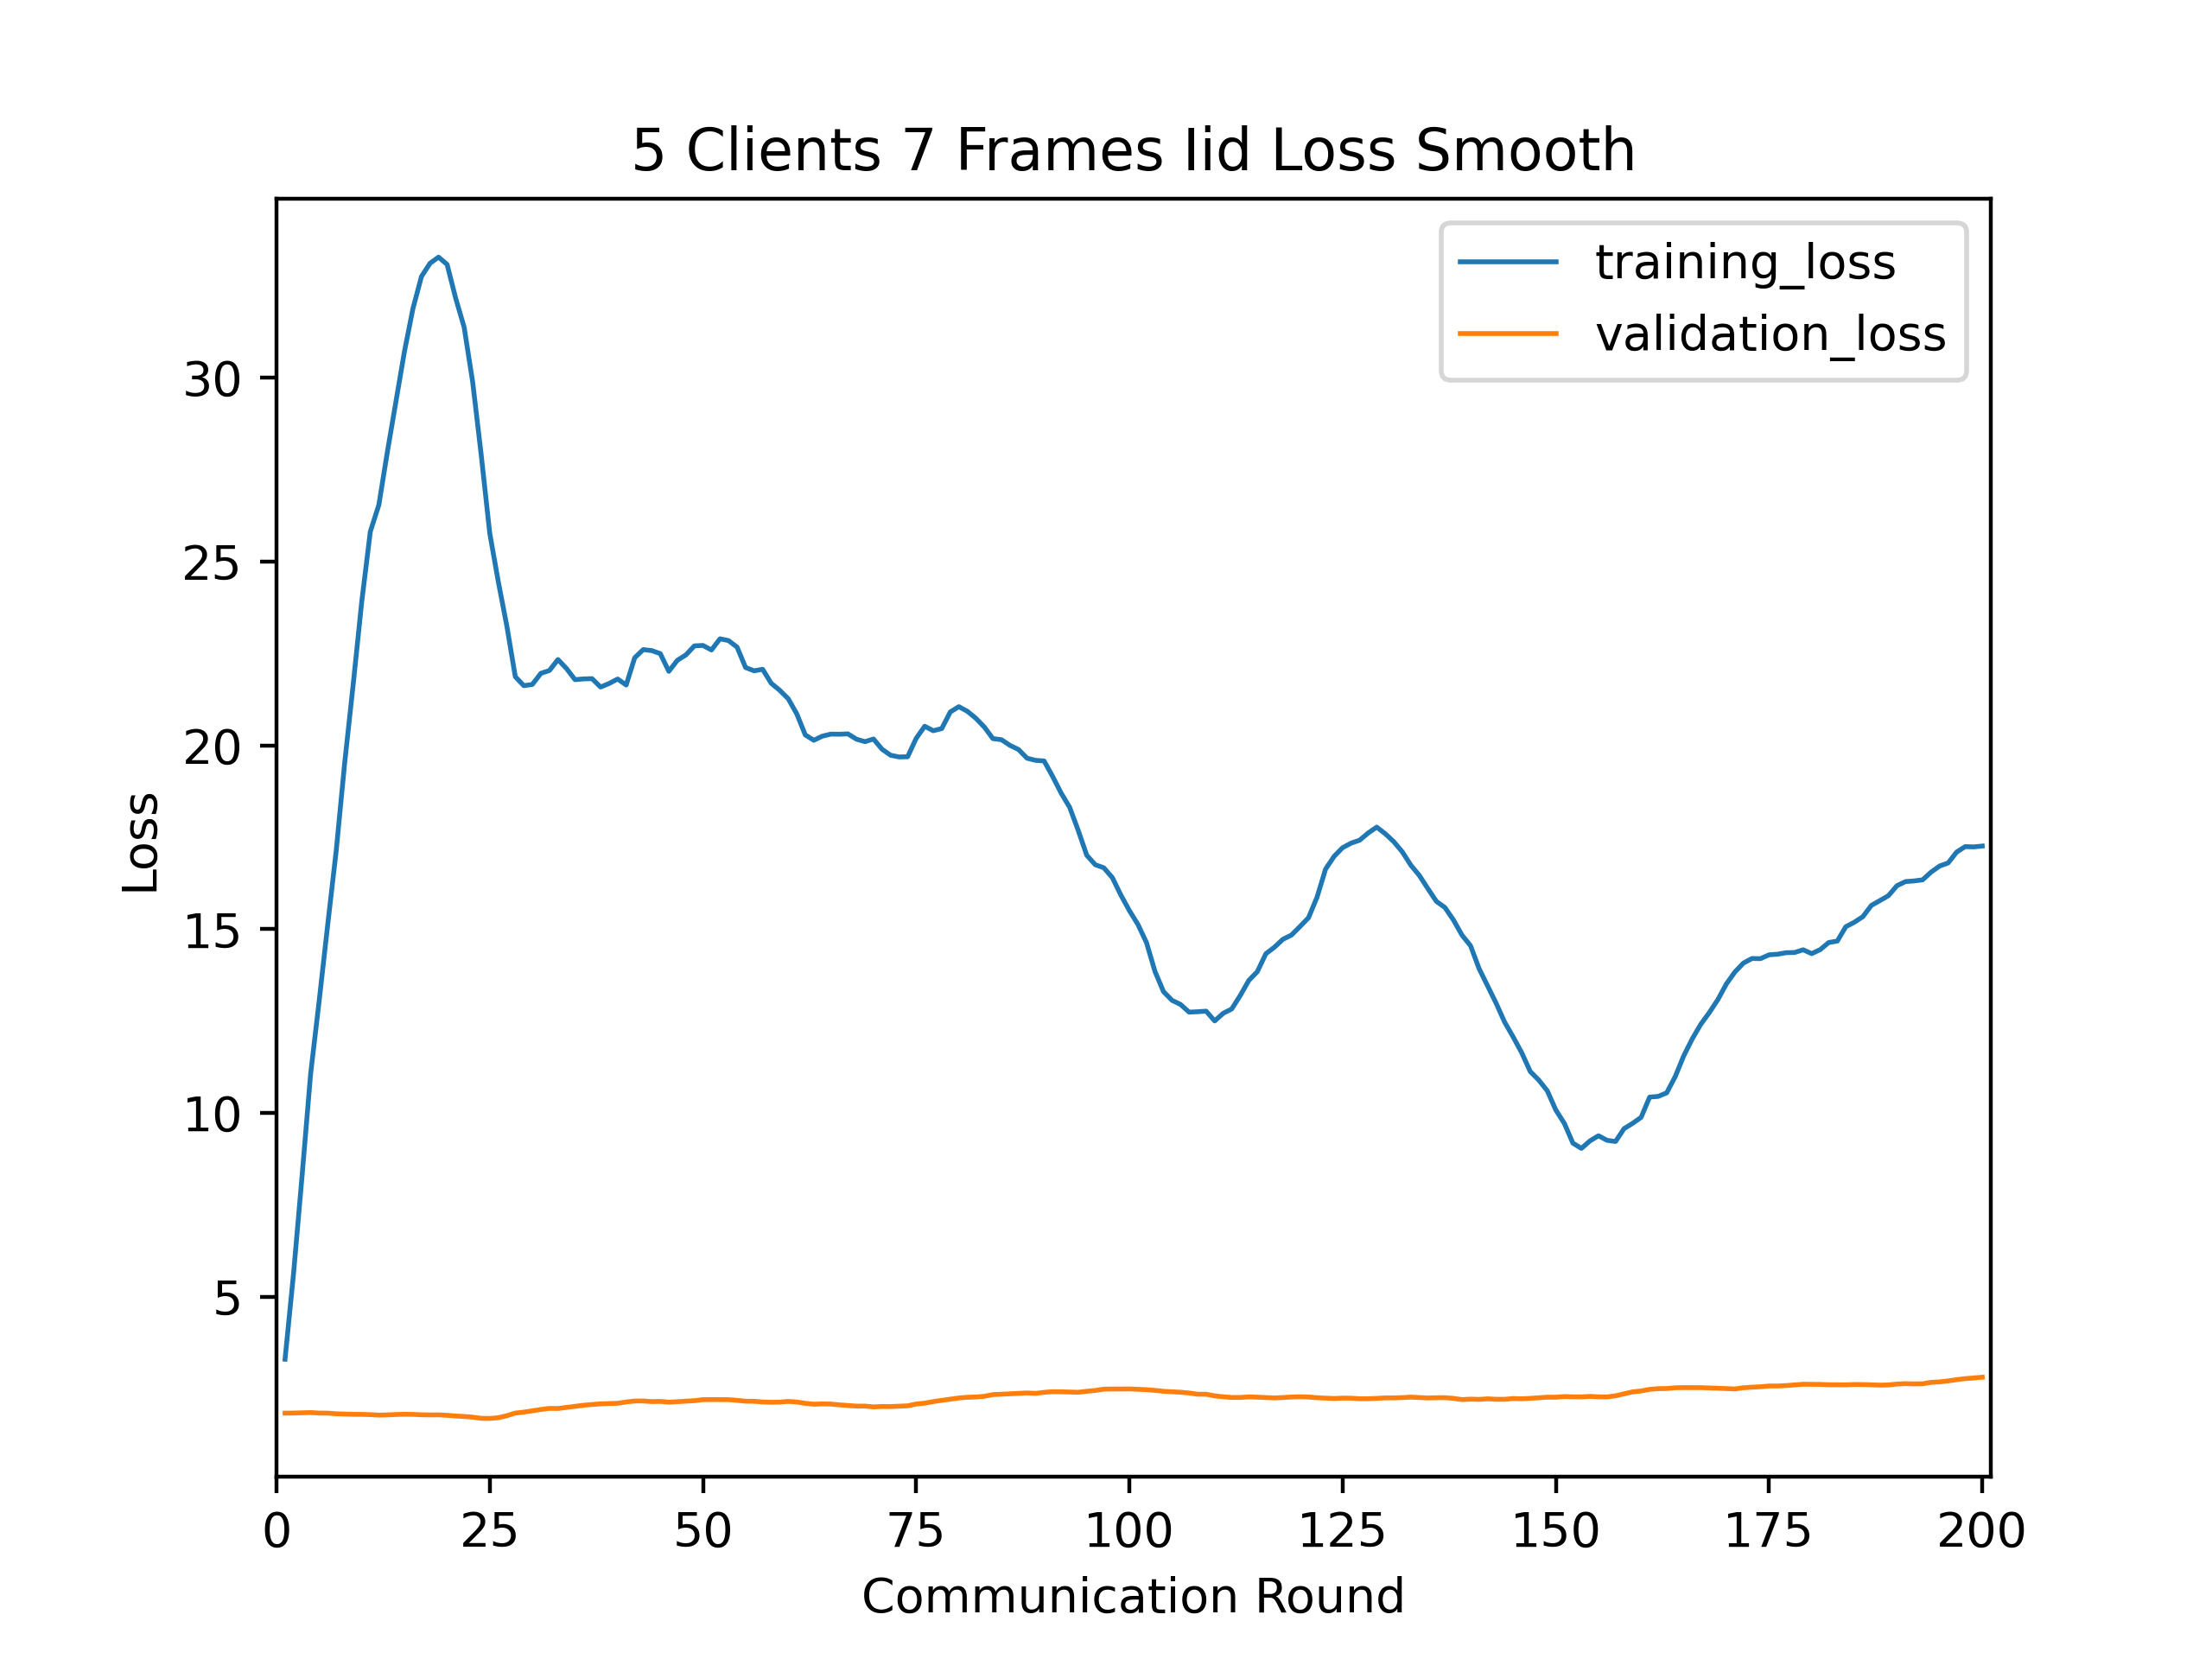 5 Clients 7 Frames Iid Loss Smooth
training_loss
validation_loss
30
25
20
15
10
5
Loss
0 25 50 75 100 125 150 175 200
Communication Round